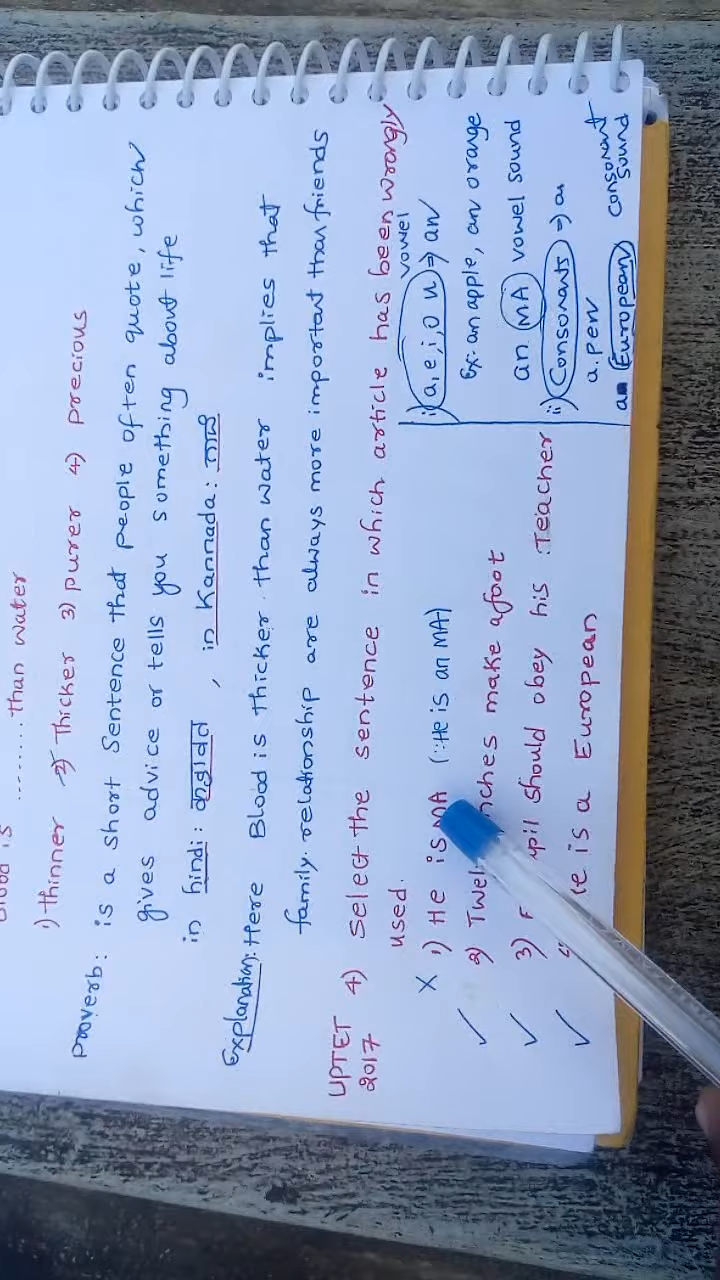 than water
1) thinner 2) Thicker 3) purer 4) precious
Proverb: is a short Sentence that people often quote, which
gives advice or tells you something about life
in hindi: कहावत , in Kannada: ಗಾದೆ
Explanation: Here Blood is Thicker than water implies that
family relationship are always more important than friends
UPTET 2017 4) Select the sentence in which article has been wrongly
used.
X 1) He is MA (∵He is an MA)
✓ 2) nches make afoot
✓ 3) upil should obey his Teacher
✓ is a European
vowel
i) a, e, i, o u ⇒ an
Ex: an apple, an orange
an MA vowel sound
ii) Consonants ⇒ a
a pen
a European consonant
sound